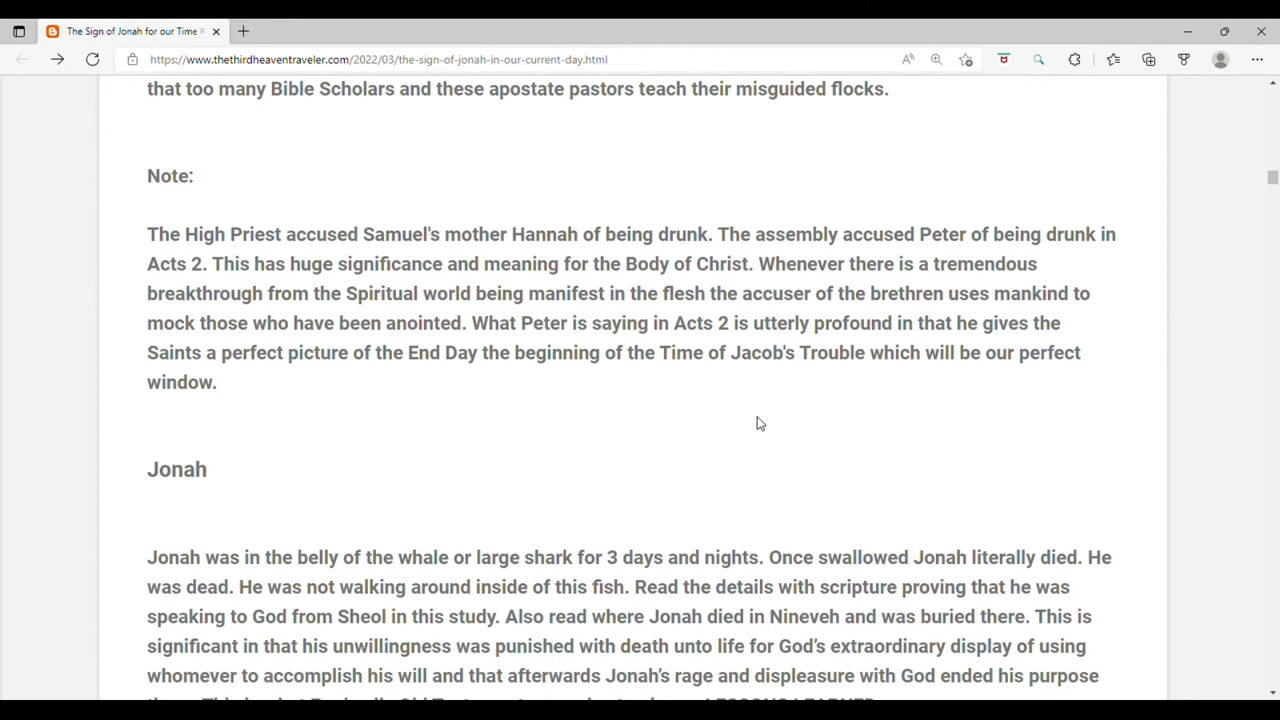 The Sign of Jonah for our Time
https://www.thethirdheaventraveler.com/2022/03/the-sign-of-jonah-in-our-current-day.html
that too many Bible Scholars and these apostate pastors teach their misguided flocks.
Note:
The High Priest accused Samuel's mother Hannah of being drunk. The assembly accused Peter of being drunk in
Acts 2. This has huge significance and meaning for the Body of Christ. Whenever there is a tremendous
breakthrough from the Spiritual world being manifest in the flesh the accuser of the brethren uses mankind to
mock those who have been anointed. What Peter is saying in Acts 2 is utterly profound in that he gives the
Saints a perfect picture of the End Day the beginning of the Time of Jacob's Trouble which will be our perfect
window.
Jonah
Jonah was in the belly of the whale or large shark for 3 days and nights. Once swallowed Jonah literally died. He
was dead. He was not walking around inside of this fish. Read the details with scripture proving that he was
speaking to God from Sheol in this study. Also read where Jonah died in Nineveh and was buried there. This is
significant in that his unwillingness was punished with death unto life for God's extraordinary display of using
whomever to accomplish his will and that afterwards Jonah's rage and displeasure with God ended his purpose